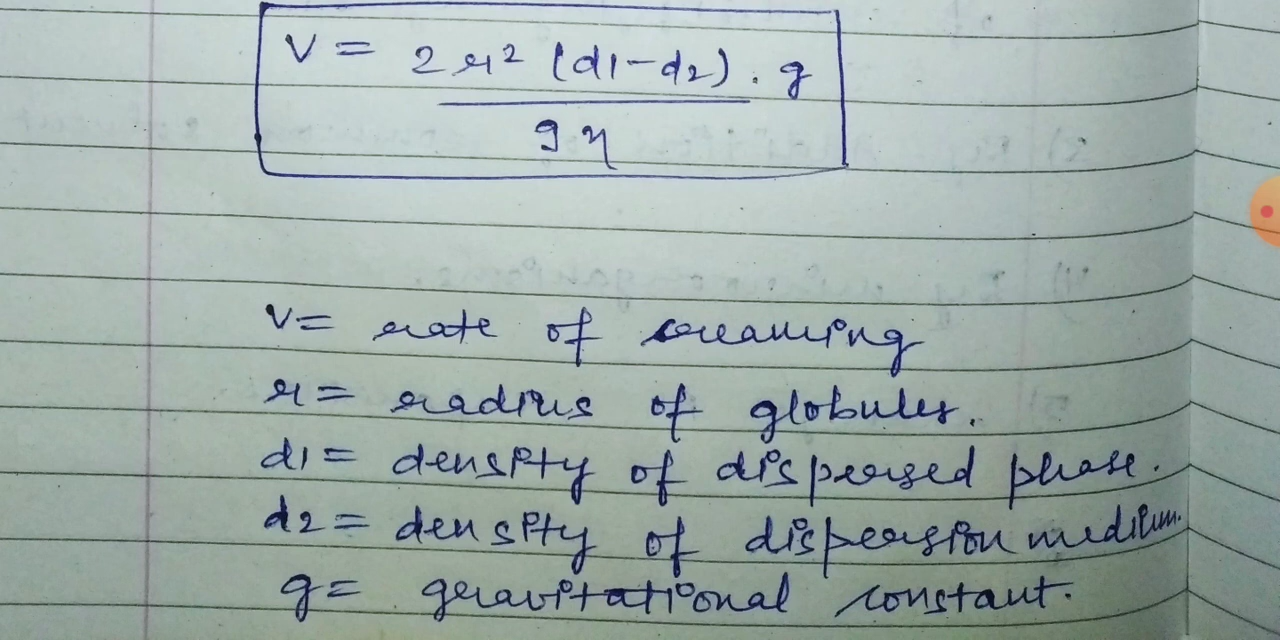 V = 2r² (d1-d2) . g
9η
v= rate of creaming
r= radius of globules.
d1= density of dispersed phase.
d2= density of dispersion medium.
g= gravitational constant.